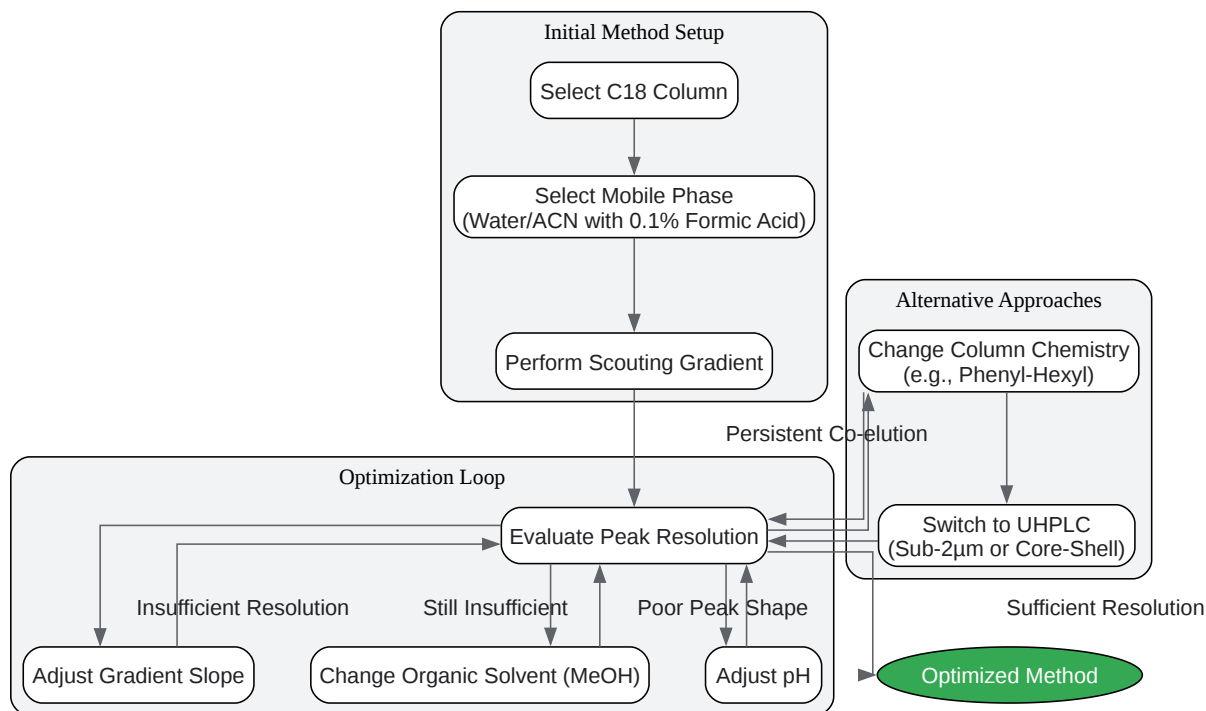 Initial Method Setup
Select C18 Column
Select Mobile Phase
(Water/ACN with 0.1% Formic Acid)
Perform Scouting Gradient
Alternative Approaches
Change Column Chemistry
(e.g., Phenyl-Hexyl)
Persistent Co-elution
Optimization Loop
Evaluate Peak Resolution
Switch to UHPLC
(Sub-2µm or Core-Shell)
Insufficient Resolution
Still Insufficient
Poor Peak Shape
Sufficient Resolution
Adjust Gradient Slope
Change Organic Solvent (MeOH)
Adjust pH
Optimized Method